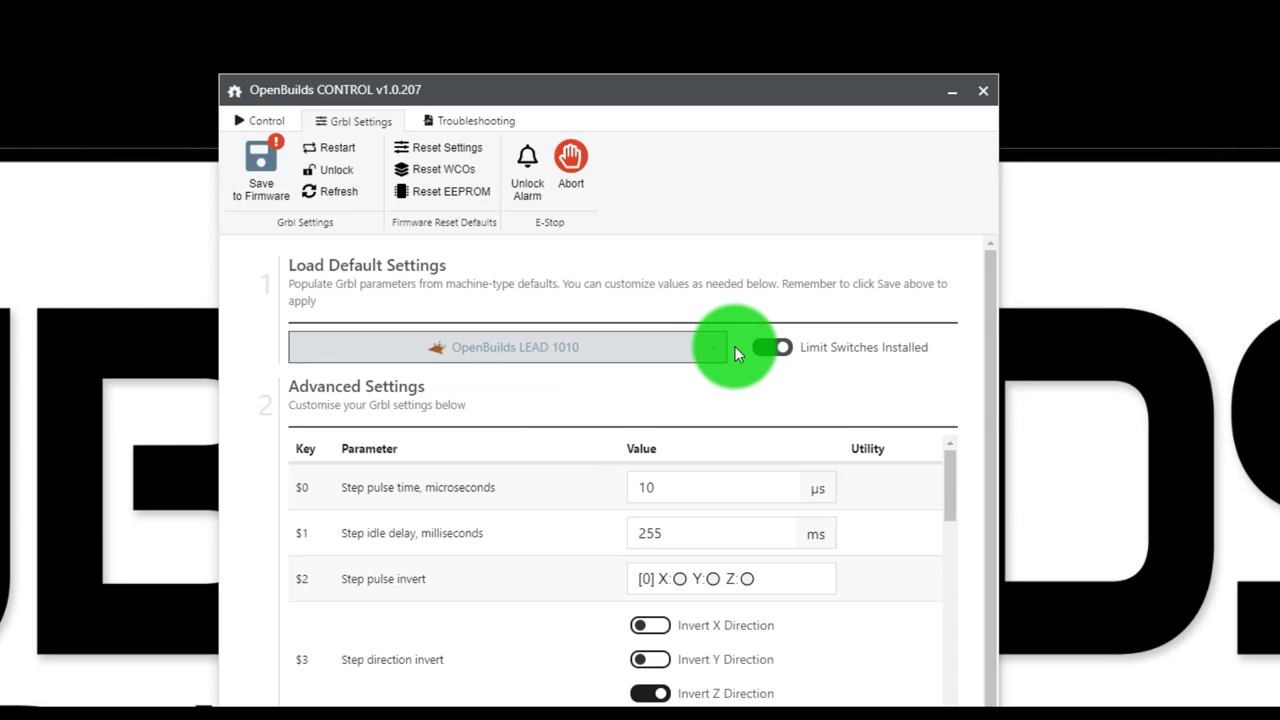 OpenBuilds CONTROL v1.0.207
Control
Grbl Settings
Troubleshooting
Save
to Firmware
Restart
Unlock
Refresh
Grbl Settings
Reset Settings
Reset WCOs
Reset EEPROM
Firmware Reset Defaults
Unlock
Alarm
Abort
E-Stop
1
Load Default Settings
Populate Grbl parameters from machine-type defaults. You can customize values as needed below. Remember to click Save above to
apply
OpenBuilds LEAD 1010
Limit Switches Installed
2
Advanced Settings
Customise your Grbl settings below
Key Parameter Value Utility
$0 Step pulse time, microseconds 10 µs
$1 Step idle delay, milliseconds 255 ms
$2 Step pulse invert [0] X: Y: Z:
Invert X Direction
$3 Step direction invert Invert Y Direction
Invert Z Direction